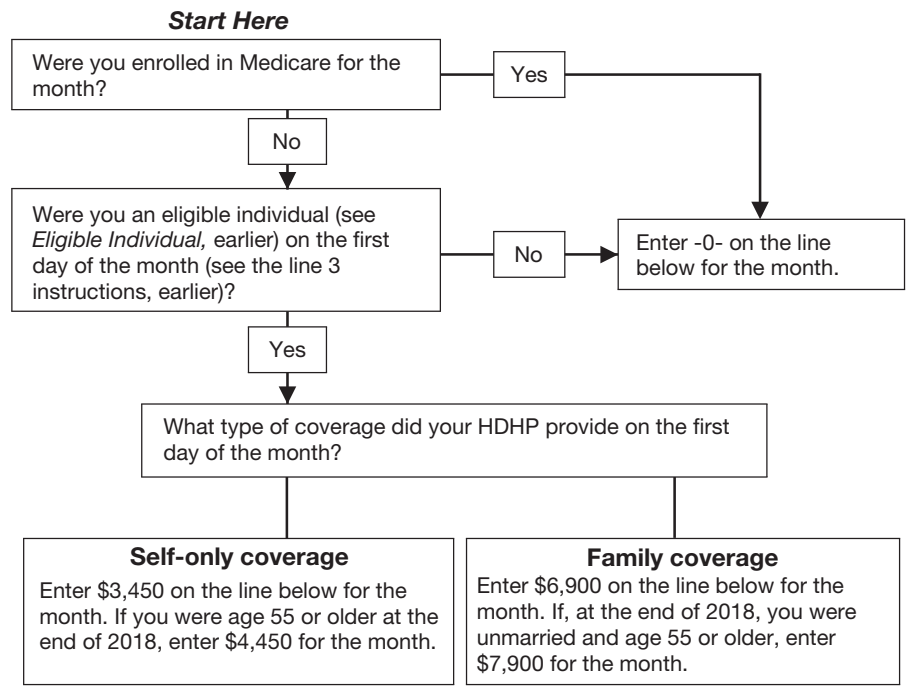 Start Here
Were you enrolled in Medicare for the
month?
Yes
No
Were you an eligible individual (see
Eligible Individual, earlier) on the first
day of the month (see the line 3
instructions, earlier)?
No
Enter -0- on the line
below for the month.
Yes
What type of coverage did your HDHP provide on the first
day of the month?
Self-only coverage
Enter $3,450 on the line below for the
month. If you were age 55 or older at the
end of 2018, enter $4,450 for the month.
Family coverage
Enter $6,900 on the line below for the
month. If, at the end of 2018, you were
unmarried and age 55 or older, enter
$7,900 for the month.